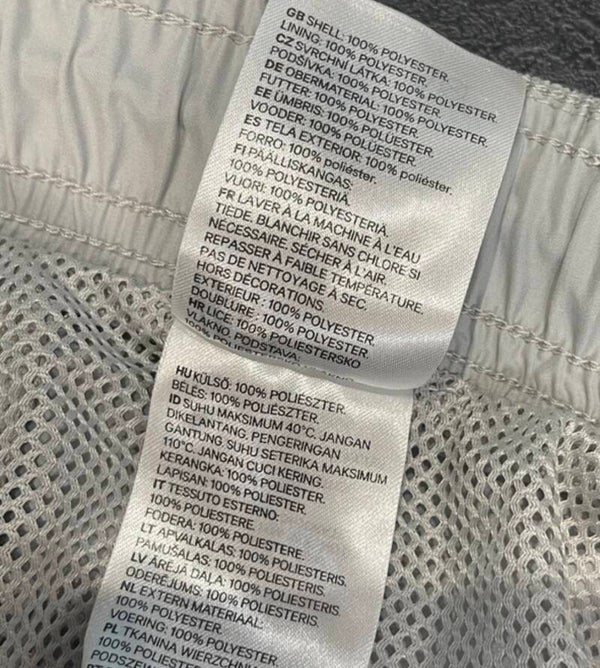 GB SHELL: 100% POLYESTER.
LINING: 100% POLYESTER.
CZ SVRCHNÍ LÁTKA: 100% POLYESTER.
PODŠÍVKA: 100% POLYESTER.
DE OBERMATERIAL: 100% POLYESTER.
FUTTER: 100% POLYESTER.
EE ÜMBRIS: 100% POLÜESTER.
VOODER: 100% POLÜESTER.
ES TELA EXTERIOR: 100% poliéster.
FORRO: 100% poliéster.
FI PÄÄLLISKANGAS:
100% POLYESTERIÄ.
VUORI: 100% POLYESTERIÄ.
FR LAVER À LA MACHINE À L'EAU
TIÈDE. BLANCHIR SANS CHLORE SI
NÉCESSAIRE. SÉCHER À L'AIR.
REPASSER À FAIBLE TEMPÉRATURE.
PAS DE NETTOYAGE À SEC.
HORS DÉCORATIONS.
EXTERIEUR : 100% POLYESTER.
DOUBLURE : 100% POLYESTER.
HR LICE: 100% POLIESTERSKO
VLAKNO. PODSTAVA:
HU KÜLSŐ: 100% POLIÉSZTER.
BÉLÉS: 100% POLIÉSZTER.
ID SUHU MAKSIMUM 40°C. JANGAN
DIKELANTANG. PENGERINGAN
GANTUNG. SUHU SETERIKA MAKSIMUM
110°C. JANGAN CUCI KERING.
KERANGKA: 100% POLIESTER.
LAPISAN: 100% POLIESTER.
IT TESSUTO ESTERNO:
100% POLIESTERE.
FODERA: 100% POLIESTERE.
LT APVALKALAS: 100% POLIESTERIS.
PAMUŠALAS: 100% POLIESTERIS.
LV ĀRĒJĀ DAĻA: 100% POLIESTERIS.
ODERĒJUMS: 100% POLIESTERIS.
NL EXTERN MATERIAAL:
100% POLYESTER.
VOERING: 100% POLYESTER.
PL TKANINA WIERZCHN
PODSZEW